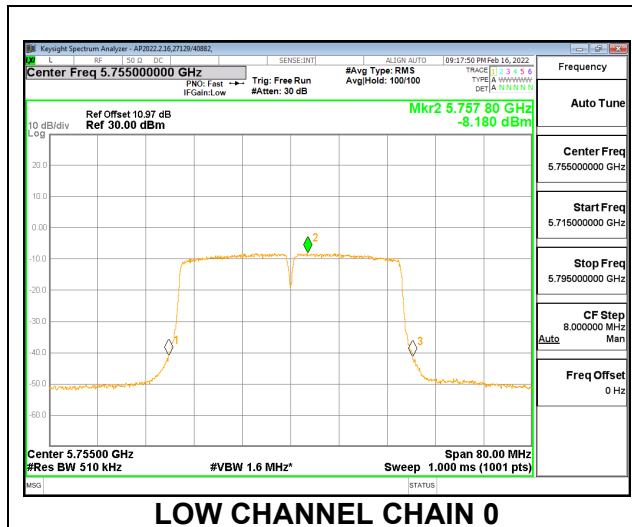 Keysight Spectrum Analyzer - AP2022.2.16,27129/40882,
LXI L RF 50 Ω DC SENSE:INT ALIGN AUTO 09:17:50 PM Feb 16, 2022
Center Freq 5.755000000 GHz
PNO: Fast
IFGain:Low
Trig: Free Run
#Atten: 30 dB
#Avg Type: RMS
Avg|Hold: 100/100
TRACE 1 2 3 4 5 6
TYPE A WWWWW
DET A N N N N N
Frequency
Auto Tune
Center Freq
5.755000000 GHz
Start Freq
5.715000000 GHz
Stop Freq
5.795000000 GHz
CF Step
8.000000 MHz
Auto Man
Freq Offset
0 Hz
Mkr2 5.757 80 GHz
-8.180 dBm
Ref Offset 10.97 dB
10 dB/div Ref 30.00 dBm
Log
20.0
10.0
0.00
-10.0
-20.0
-30.0
-40.0
-50.0
-60.0
1
2
3
Center 5.75500 GHz Span 80.00 MHz
#Res BW 510 kHz #VBW 1.6 MHz* Sweep 1.000 ms (1001 pts)
MSG STATUS
LOW CHANNEL CHAIN 0